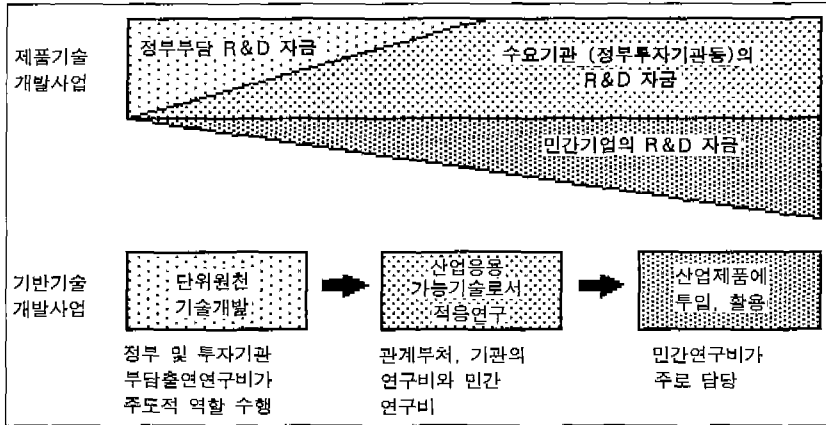 제품기술
개발사업
정부부담 R&D 자금
수요기관 (정부투자기관등)의
R&D 자금
민간기업의 R&D 자금
기반기술
개발사업
단위원천
기술개발
산업응용
가능기술로서
적응연구
산업제품에
투입, 활용
정부 및 투자기관
부담출연연구비가
주도적 역할 수행
관계부처, 기관의
연구비와 민간
연구비
민간연구비가
주로 담당